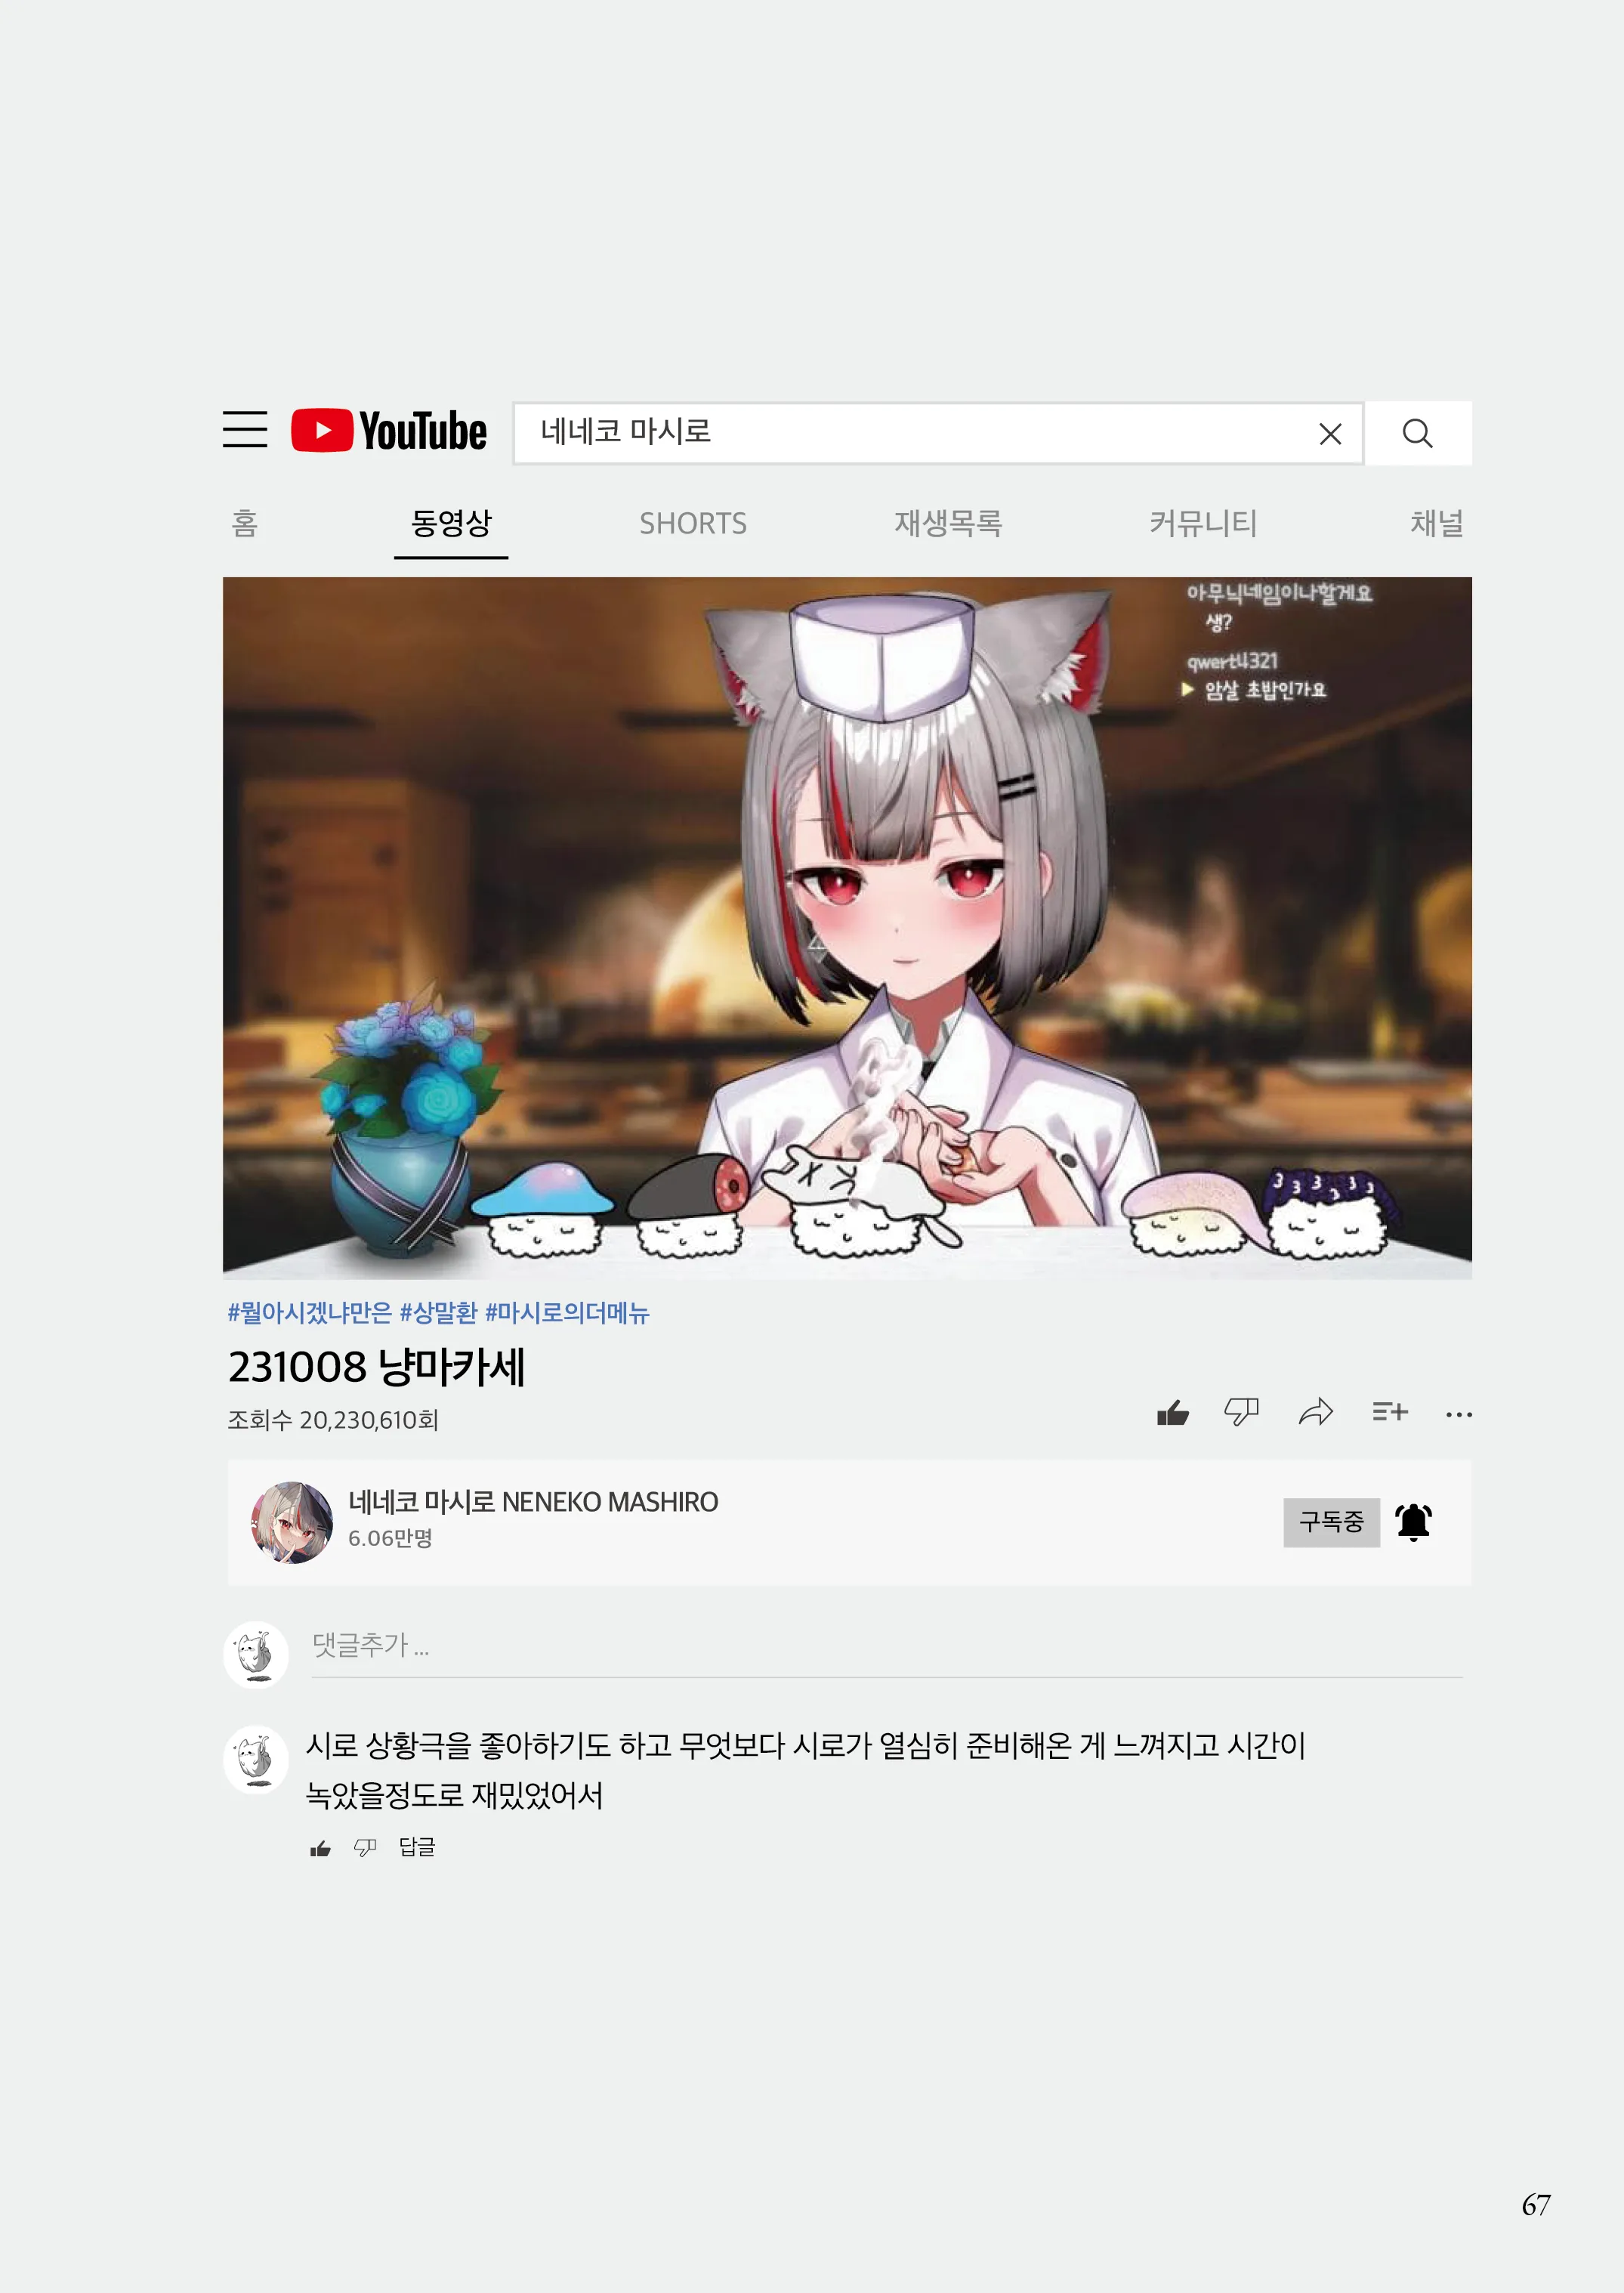 YouTube
네네코 마시로
홈 동영상 SHORTS 재생목록 커뮤니티 채널
아무닉네임이나할게요
생?
qwert4321
암살 초밥인가요
#뭘아시겠냐만은 #상말환 #마시로의더메뉴
231008 냥마카세
조회수 20,230,610회
네네코 마시로 NENEKO MASHIRO
6.06만명
구독중
댓글추가 ...
시로 상황극을 좋아하기도 하고 무엇보다 시로가 열심히 준비해온 게 느껴지고 시간이
녹았을정도로 재밌었어서
답글
67